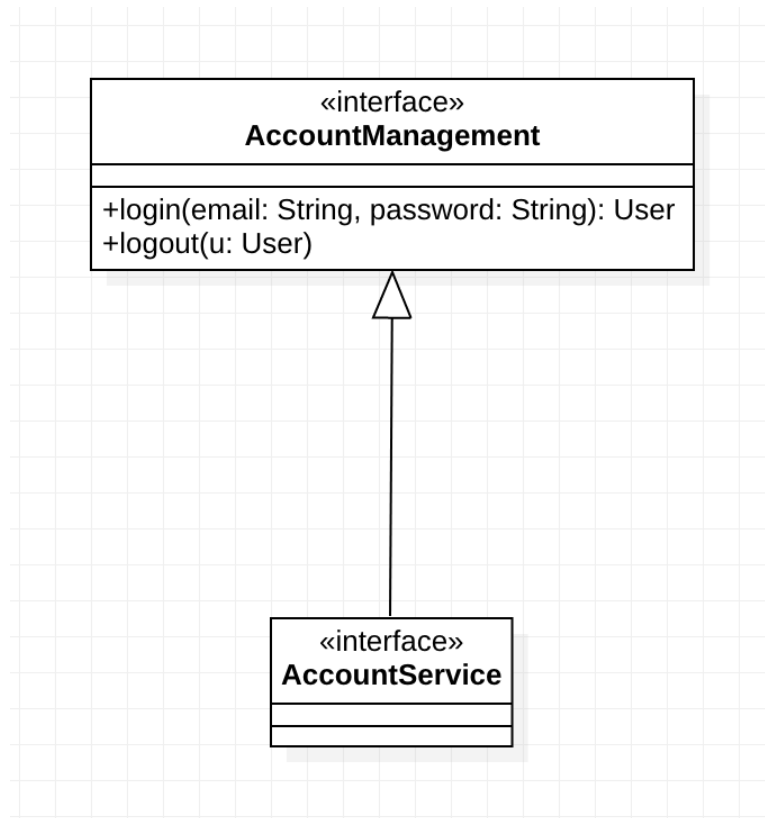 «interface»
AccountManagement
+login(email: String, password: String): User
+logout(u: User)
«interface»
AccountService